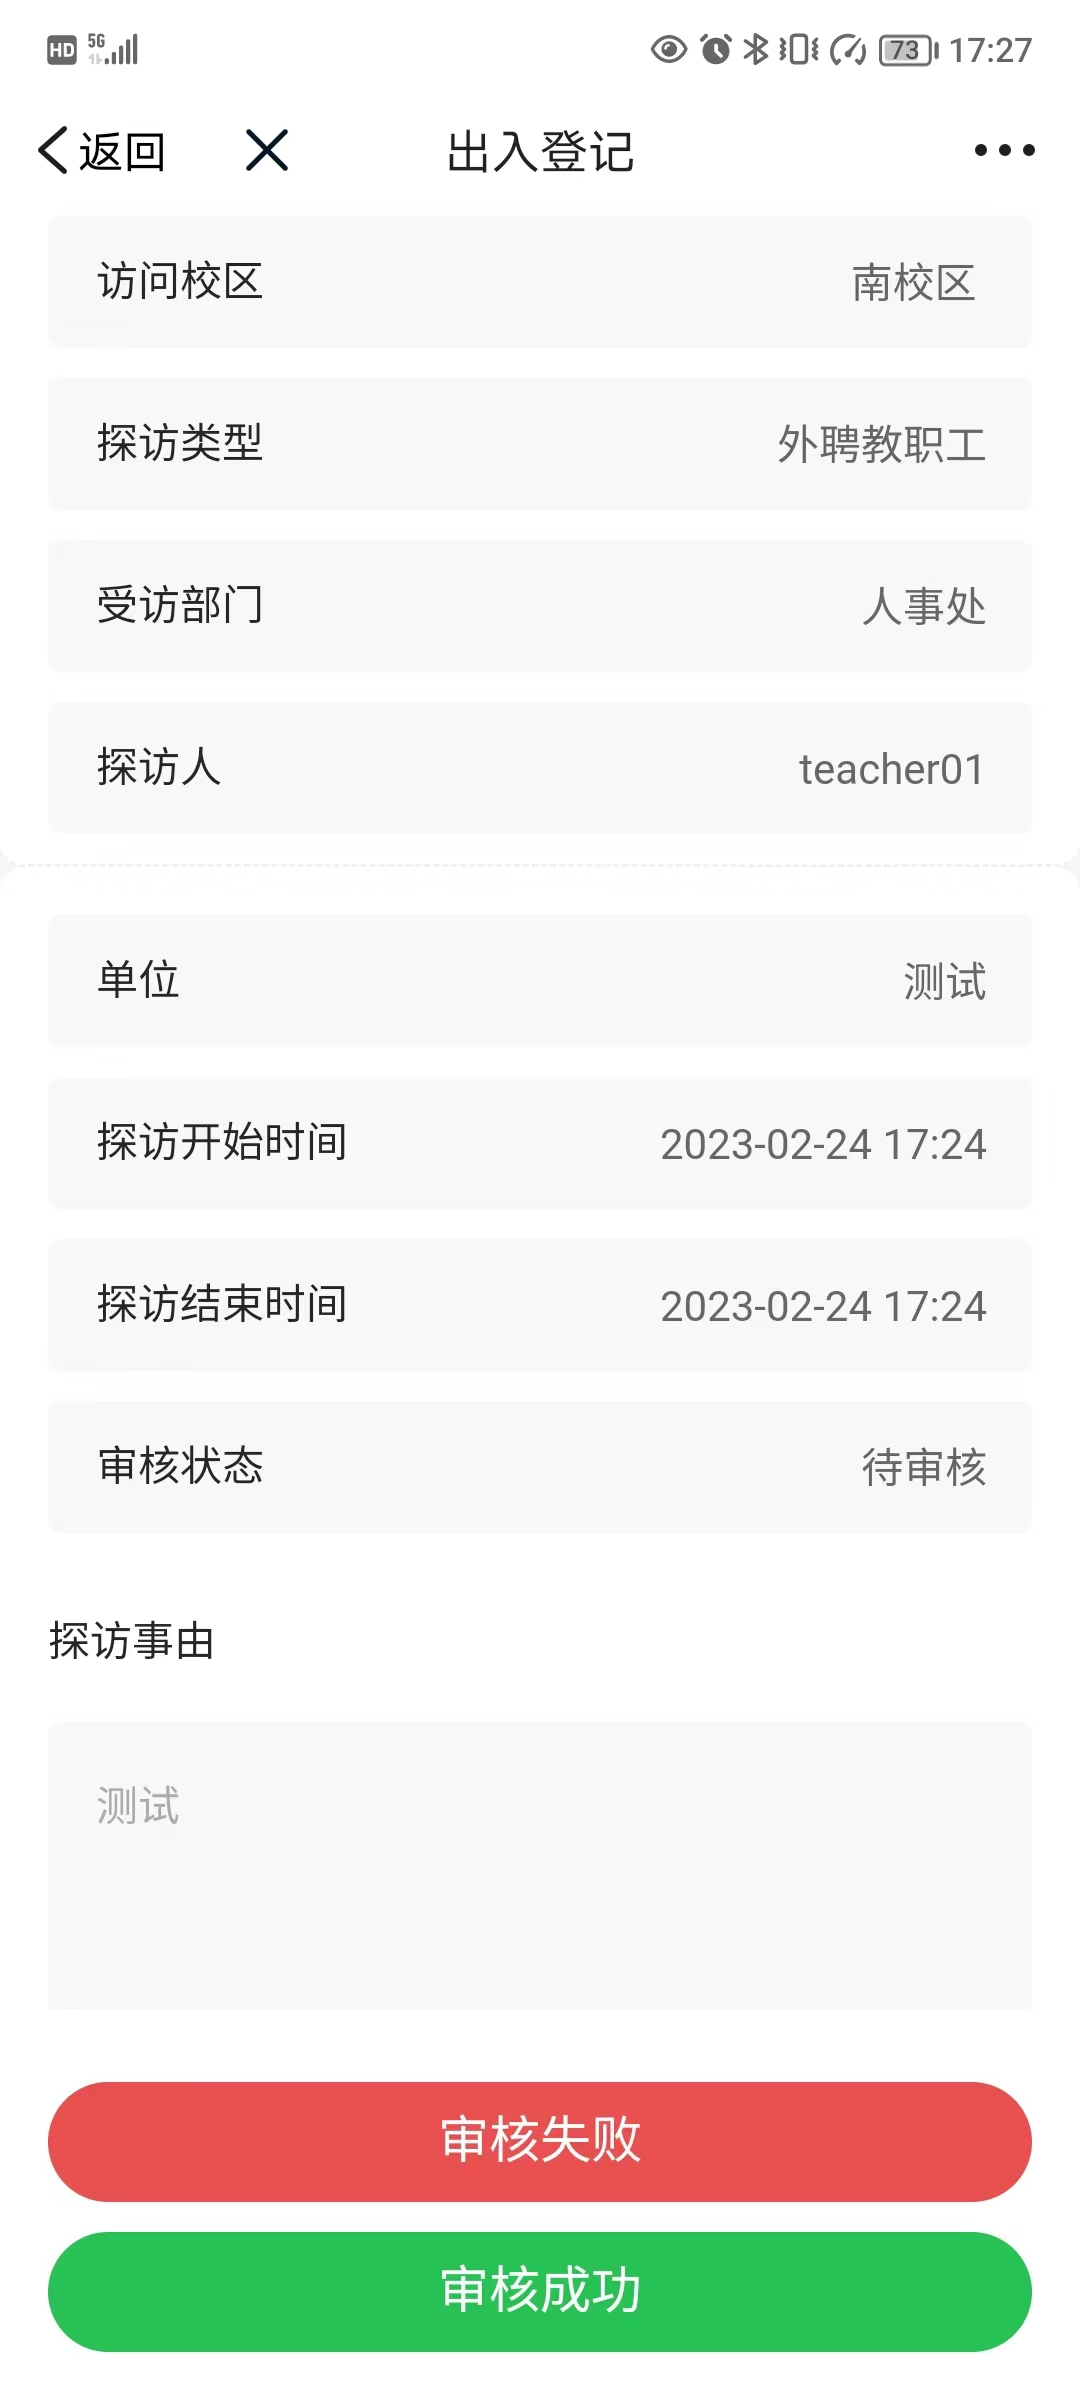 HD 5G 73 17:27
返回 出入登记
访问校区 南校区
探访类型 外聘教职工
受访部门 人事处
探访人 teacher01
单位 测试
探访开始时间 2023-02-24 17:24
探访结束时间 2023-02-24 17:24
审核状态 待审核
探访事由
测试
审核失败
审核成功